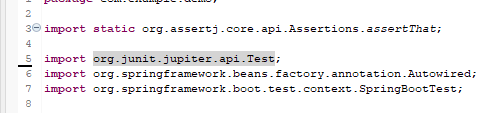 package com.example.demo;
2
3 import static org.assertj.core.api.Assertions.assertThat;
4
5 import org.junit.jupiter.api.Test;
6 import org.springframework.beans.factory.annotation.Autowired;
7 import org.springframework.boot.test.context.SpringBootTest;
8